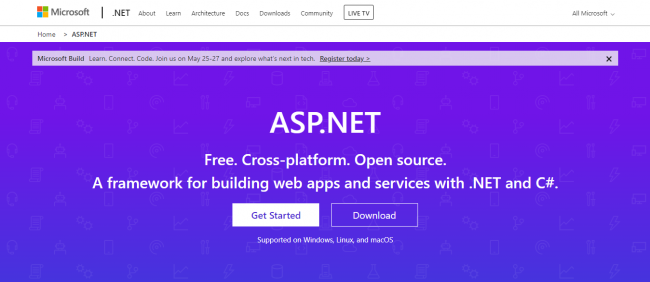 Microsoft | .NET About Learn Architecture Docs Downloads Community LIVE TV All Microsoft
Home > ASP.NET
Microsoft Build Learn. Connect. Code. Join us on May 25-27 and explore what's next in tech. Register today >
ASP.NET
Free. Cross-platform. Open source.
A framework for building web apps and services with .NET and C#.
Get Started Download
Supported on Windows, Linux, and macOS